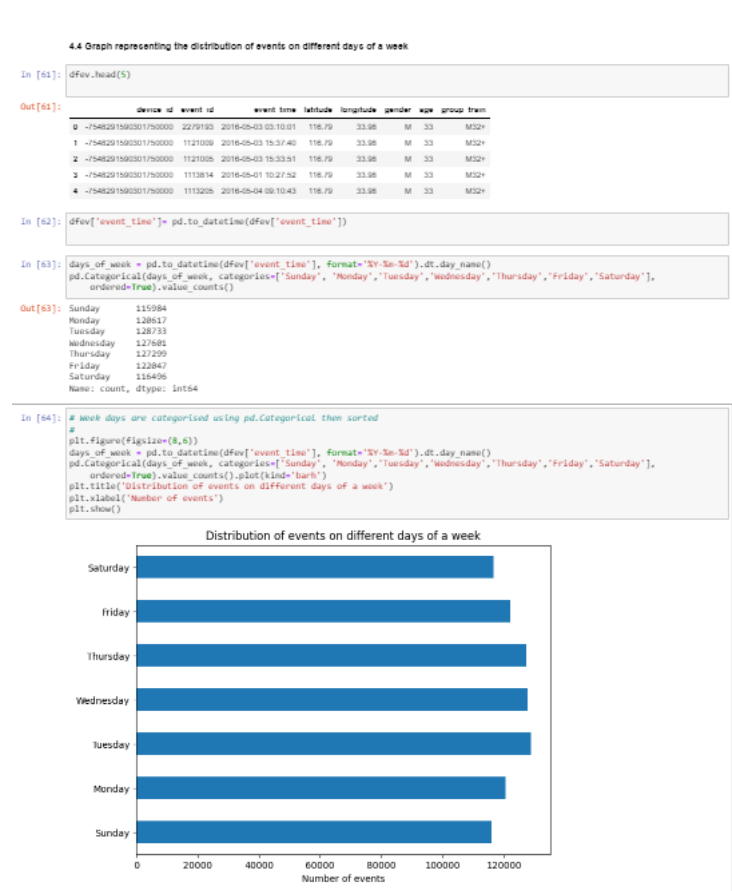 4.4 Graph representing the distribution of events on different days of a week
In [61]: dfev.head(5)
Out[61]:
device_id event_id event_time latitude longitude gender age group_train
0 -7548291590301750000 2279193 2016-05-03 03:10:01 116.79 33.98 M 33 M32+
1 -7548291590301750000 1121009 2016-05-03 15:37:40 116.79 33.98 M 33 M32+
2 -7548291590301750000 1121005 2016-05-03 15:33:51 116.79 33.98 M 33 M32+
3 -7548291590301750000 1113814 2016-05-01 10:27:52 116.79 33.98 M 33 M32+
4 -7548291590301750000 1113205 2016-05-04 09:10:43 116.79 33.98 M 33 M32+
In [62]: dfev['event_time']= pd.to_datetime(dfev['event_time'])
In [63]: days_of_week = pd.to_datetime(dfev['event_time'], format='%Y-%m-%d').dt.day_name()
pd.Categorical(days_of_week, categories=['Sunday', 'Monday','Tuesday','Wednesday','Thursday','Friday','Saturday'],
ordered=True).value_counts()
Out[63]: Sunday 115984
Monday 120617
Tuesday 128733
Wednesday 127601
Thursday 127299
Friday 122047
Saturday 116496
Name: count, dtype: int64
In [64]: # Week days are categorised using pd.Categorical then sorted
#
plt.figure(figsize=(8,6))
days_of_week = pd.to_datetime(dfev['event_time'], format='%Y-%m-%d').dt.day_name()
pd.Categorical(days_of_week, categories=['Sunday', 'Monday','Tuesday','Wednesday','Thursday','Friday','Saturday'],
ordered=True).value_counts().plot(kind='barh')
plt.title('Distribution of events on different days of a week')
plt.xlabel('Number of events')
plt.show()
Distribution of events on different days of a week
Saturday
Friday
Thursday
Wednesday
Tuesday
Monday
Sunday
0 20000 40000 60000 80000 100000 120000
Number of events